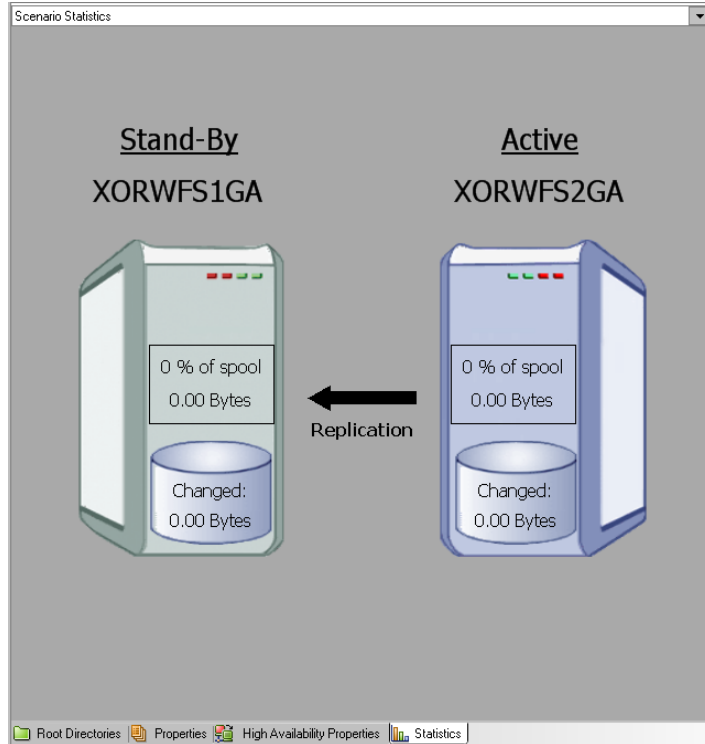 Scenario Statistics
Stand-By
XORWFS1GA
Active
XORWFS2GA
0 % of spool
0.00 Bytes
Changed:
0.00 Bytes
Replication
0 % of spool
0.00 Bytes
Changed:
0.00 Bytes
Root Directories
Properties
High Availability Properties
Statistics